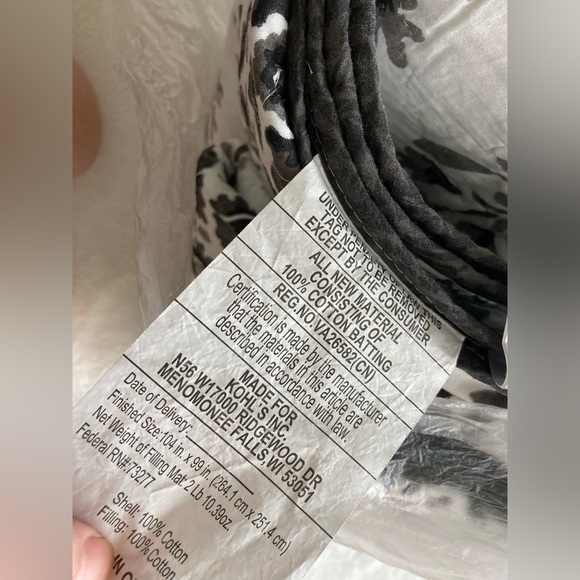 UNDER PENALTY OF LAW THIS
TAG NOT TO BE REMOVED
EXCEPT BY THE CONSUMER
ALL NEW MATERIAL
CONSISTING OF
100% COTTON BATTING
REG.NO.VA26582(CN)
Certification is made by the manufacturer
that the materials in this article are
described in accordance with law.
MADE FOR
KOHL'S INC.
N56 W17000 RIDGEWOOD DR
MENOMONEE FALLS,WI 53051
Date of Delivery:
Finished Size:104 in. x 99 in. (264.1 cm x 251.4 cm)
Net Weight of Filling Mat: 2 Lb 10.39oz.
Federal RN#:73277
Shell: 100% Cotton
Filling: 100% Cotton